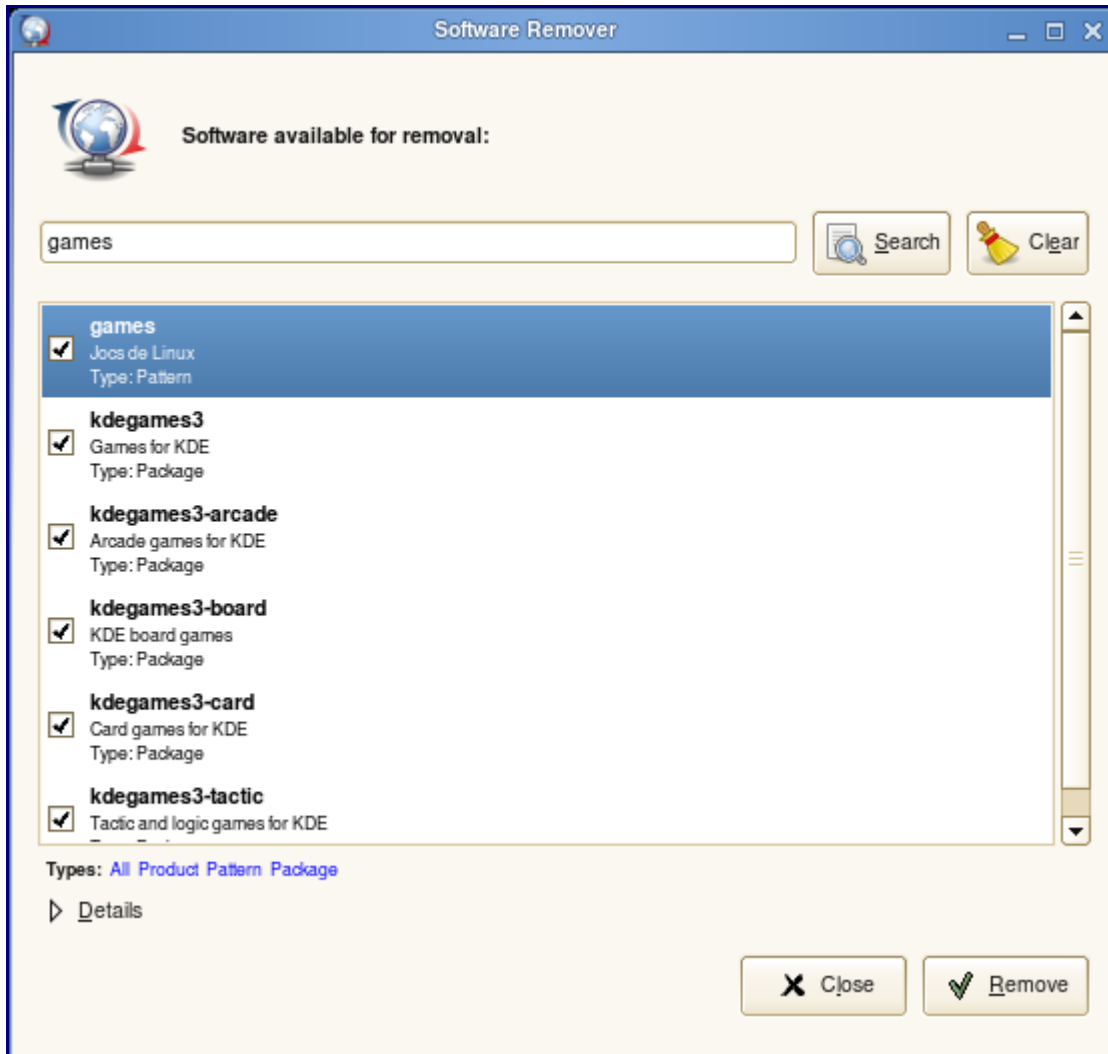 Software Remover
Software available for removal:
games
Search
Clear
games
Jocs de Linux
Type: Pattern
kdegames3
Games for KDE
Type: Package
kdegames3-arcade
Arcade games for KDE
Type: Package
kdegames3-board
KDE board games
Type: Package
kdegames3-card
Card games for KDE
Type: Package
kdegames3-tactic
Tactic and logic games for KDE
Types: All Product Pattern Package
Details
Close
Remove